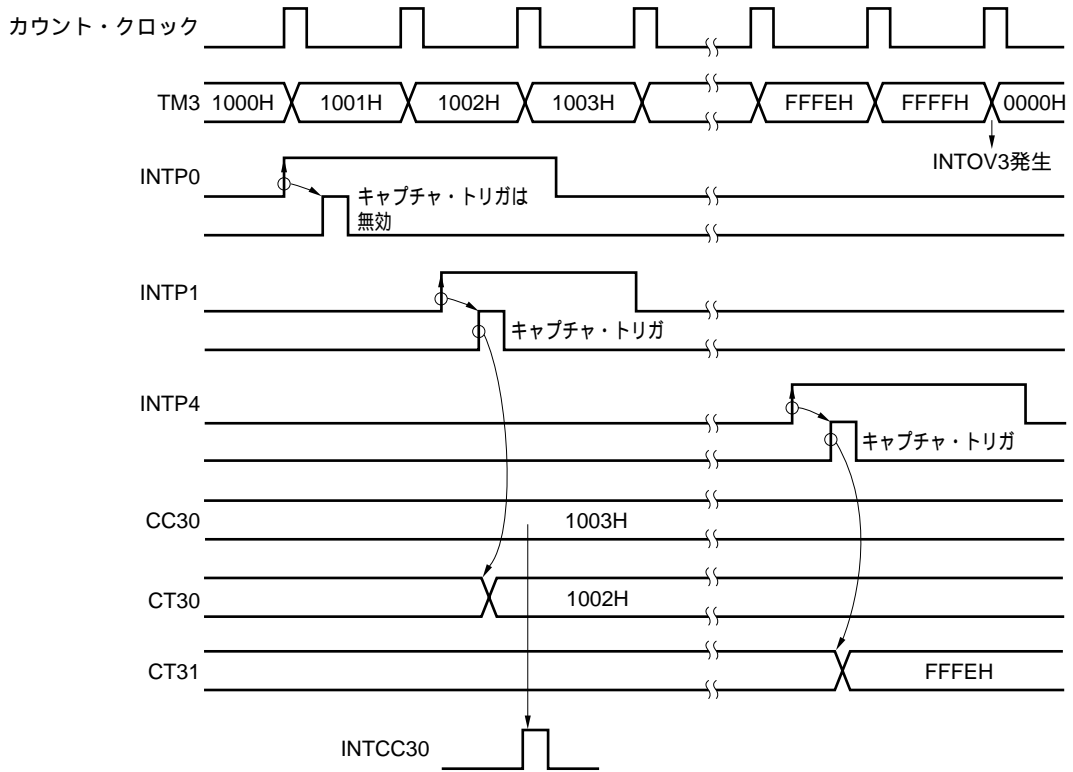 カウント・クロック
TM3 1000H 1001H 1002H 1003H FFFEH FFFFH 0000H
INTOV3発生
INTP0
キャプチャ・トリガは
無効
INTP1
キャプチャ・トリガ
INTP4
キャプチャ・トリガ
CC30 1003H
CT30 1002H
CT31 FFFEH
INTCC30